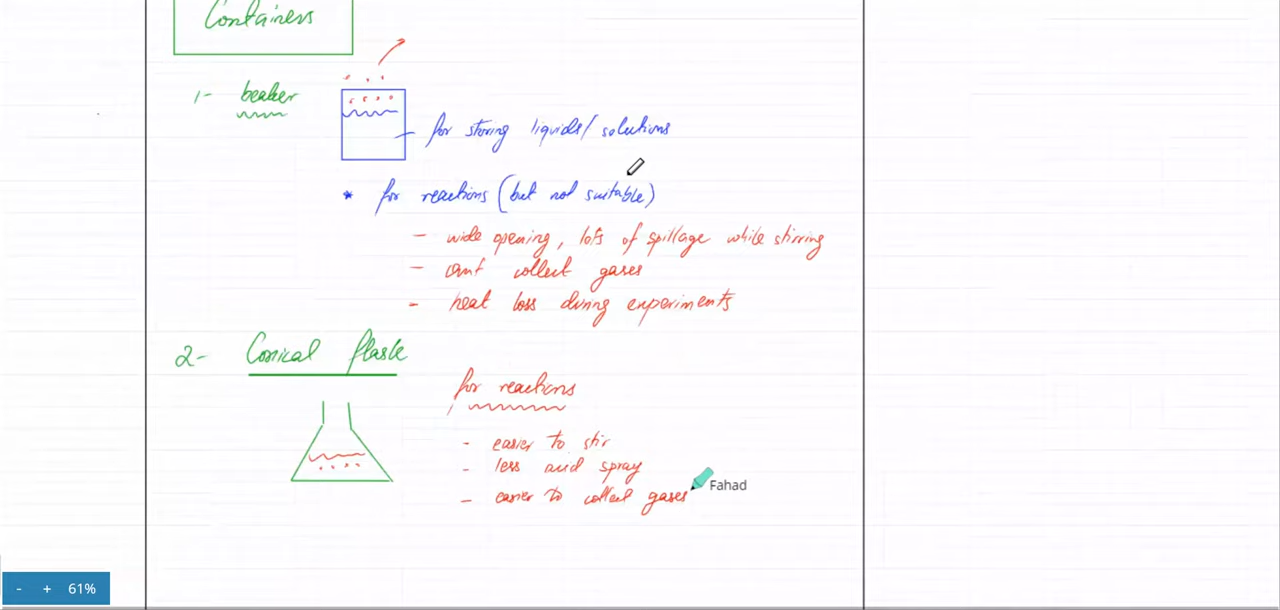 Containers
1- beaker
for storing liquids/solutions
* for reactions (but not suitable)
- wide opening, lots of spillage while stirring
- cant collect gases
- heat loss during experiments
2- Conical flask
for reactions
- easier to stir
- less acid spray
- easier to collect gases
Fahad
- + 61%